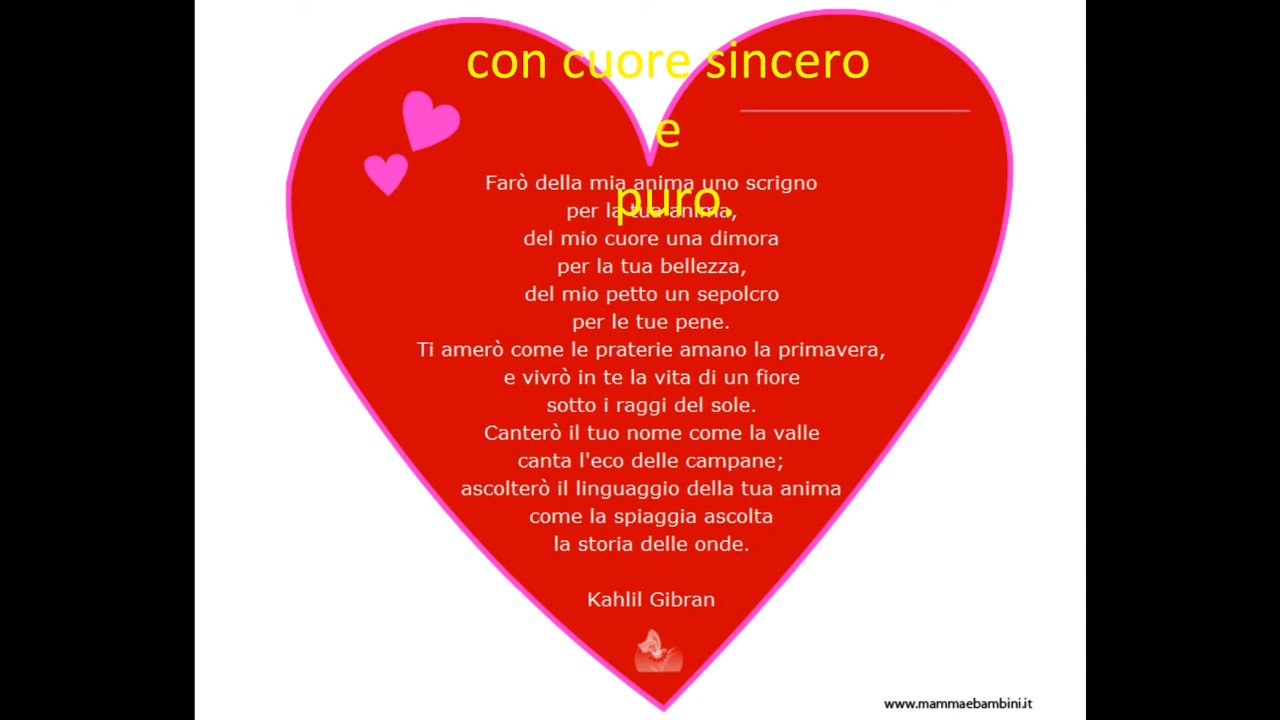 con cuore sincero
e
puro.
Farò della mia anima uno scrigno
per la tua anima,
del mio cuore una dimora
per la tua bellezza,
del mio petto un sepolcro
per le tue pene.
Ti amerò come le praterie amano la primavera,
e vivrò in te la vita di un fiore
sotto i raggi del sole.
Canterò il tuo nome come la valle
canta l'eco delle campane;
ascolterò il linguaggio della tua anima
come la spiaggia ascolta
la storia delle onde.
Kahlil Gibran
www.mammaebambini.it